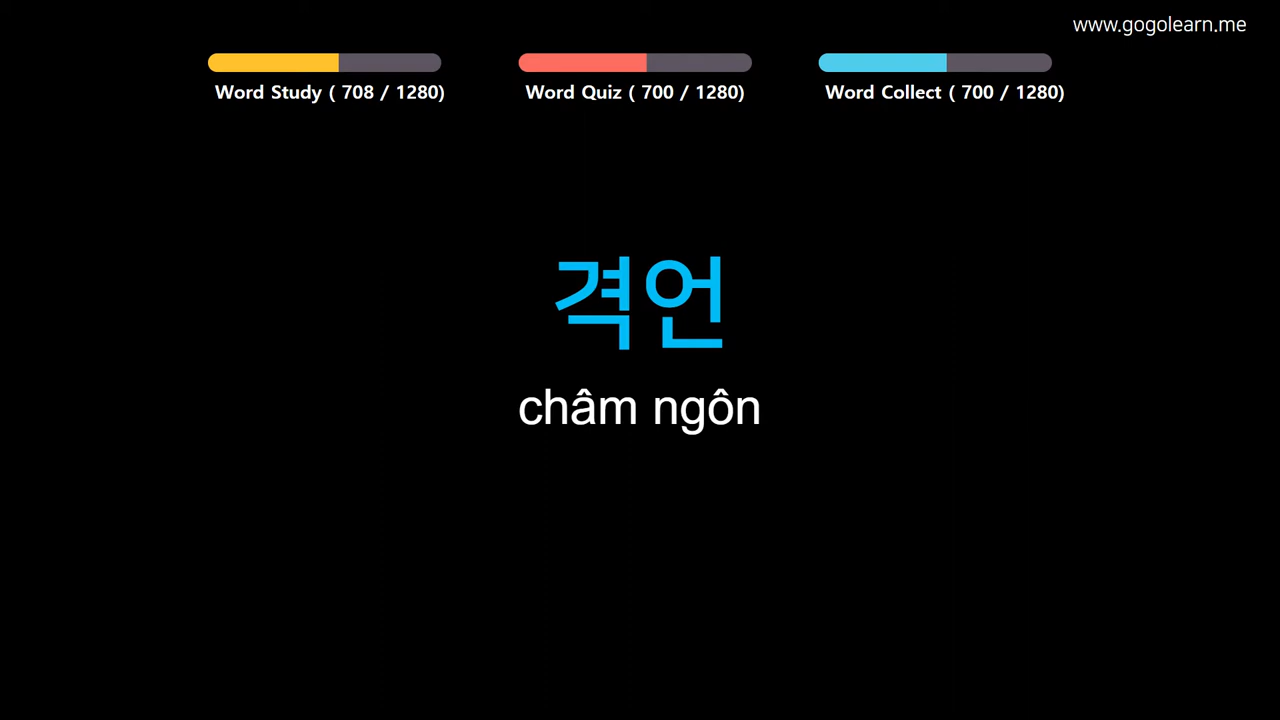 www.gogolearn.me
Word Study ( 708 / 1280)
Word Quiz ( 700 / 1280)
Word Collect ( 700 / 1280)
격언
châm ngôn